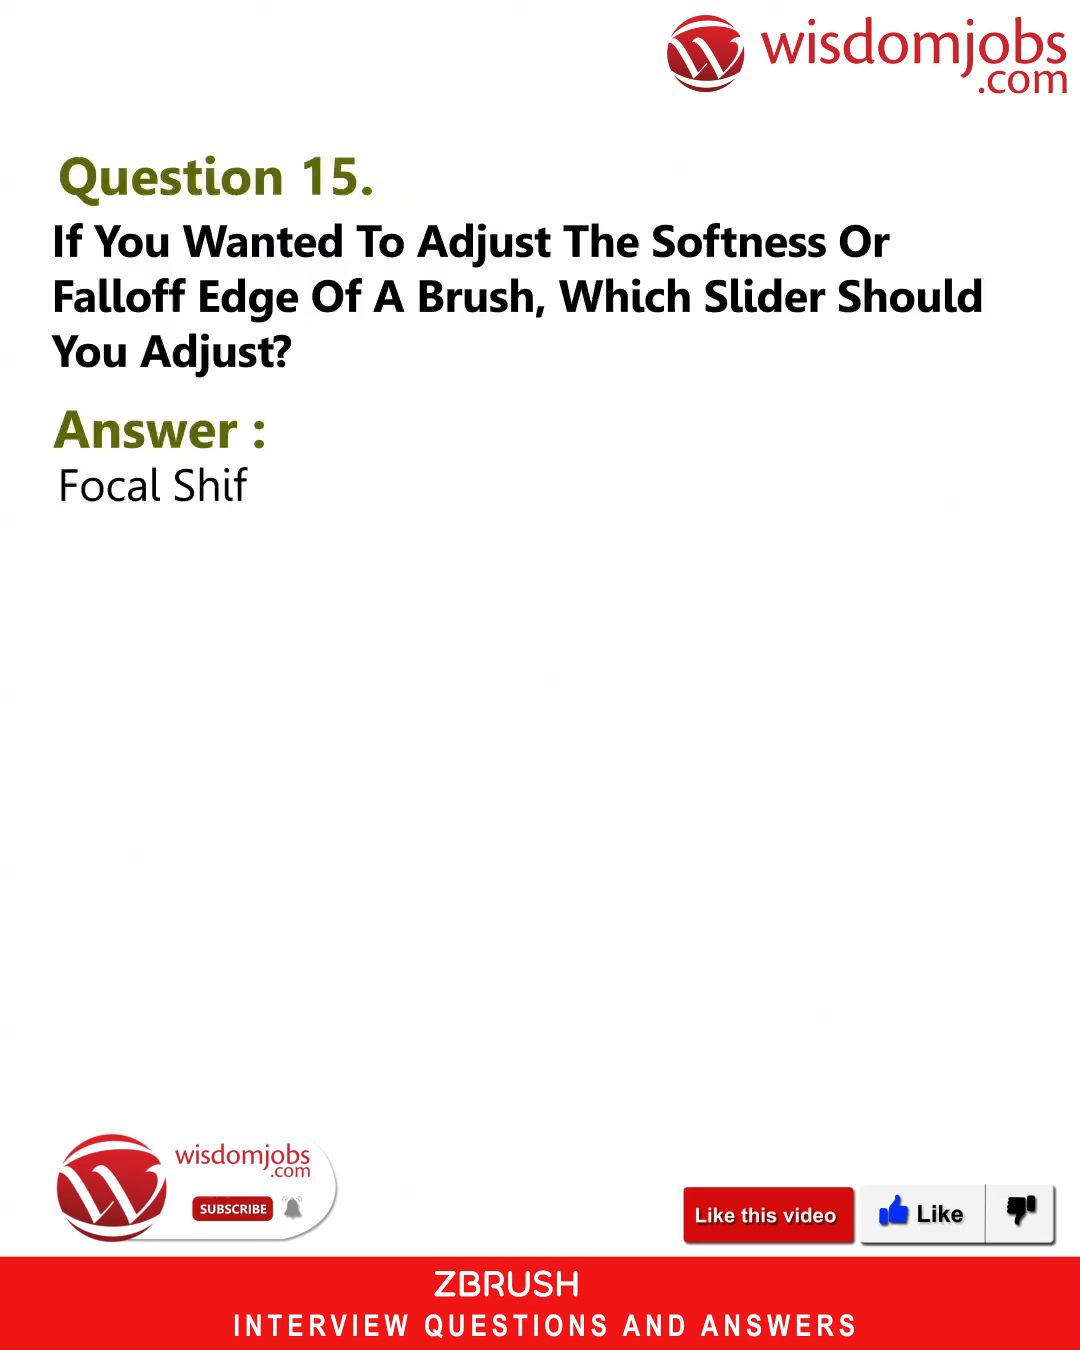 wisdomjobs
.com
Question 15.
If You Wanted To Adjust The Softness Or
Falloff Edge Of A Brush, Which Slider Should
You Adjust?
Answer :
Focal Shif
wisdomjobs
.com
SUBSCRIBE
Like this video
Like
ZBRUSH
INTERVIEW QUESTIONS AND ANSWERS